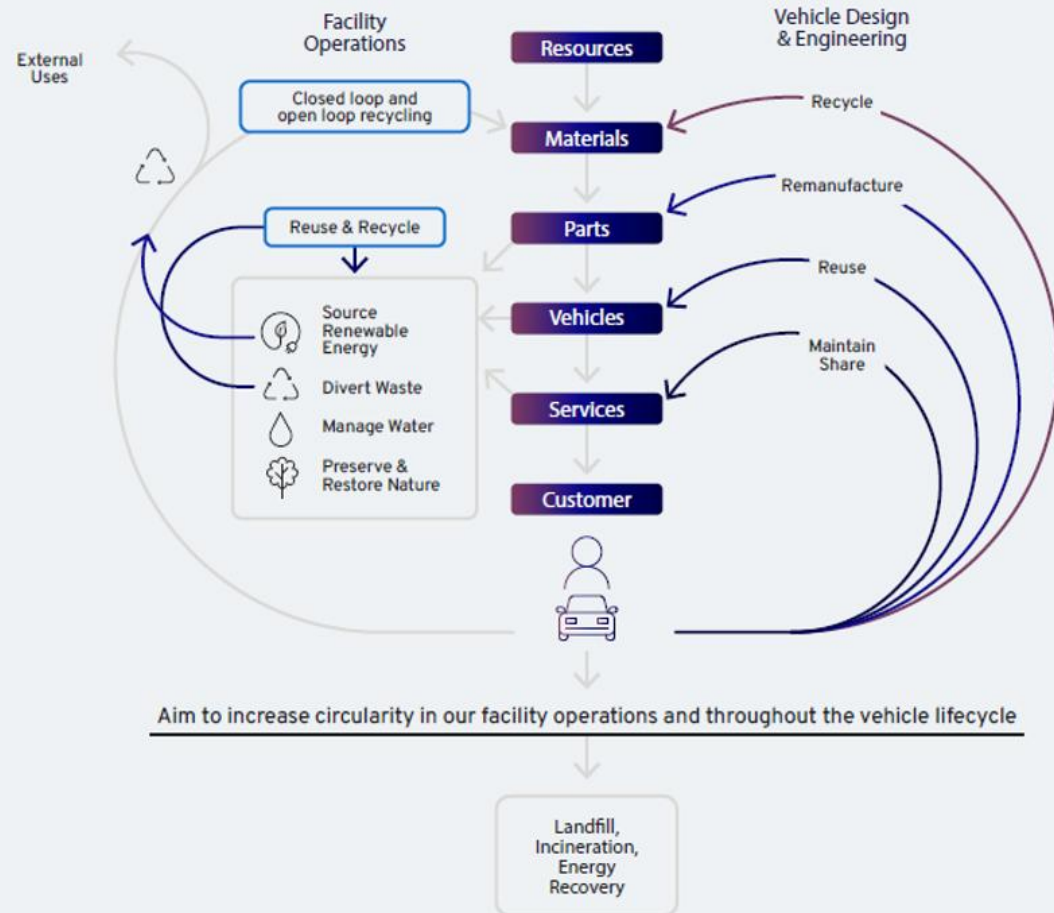 Facility
Operations
Vehicle Design
& Engineering
External
Uses
Resources
Closed loop and
open loop recycling
Recycle
Materials
Remanufacture
Parts
Reuse & Recycle
Reuse
Source
Renewable
Energy
Vehicles
Maintain
Share
Divert Waste
Services
Manage Water
Preserve &
Restore Nature
Customer
Aim to increase circularity in our facility operations and throughout the vehicle lifecycle
Landfill,
Incineration,
Energy
Recovery